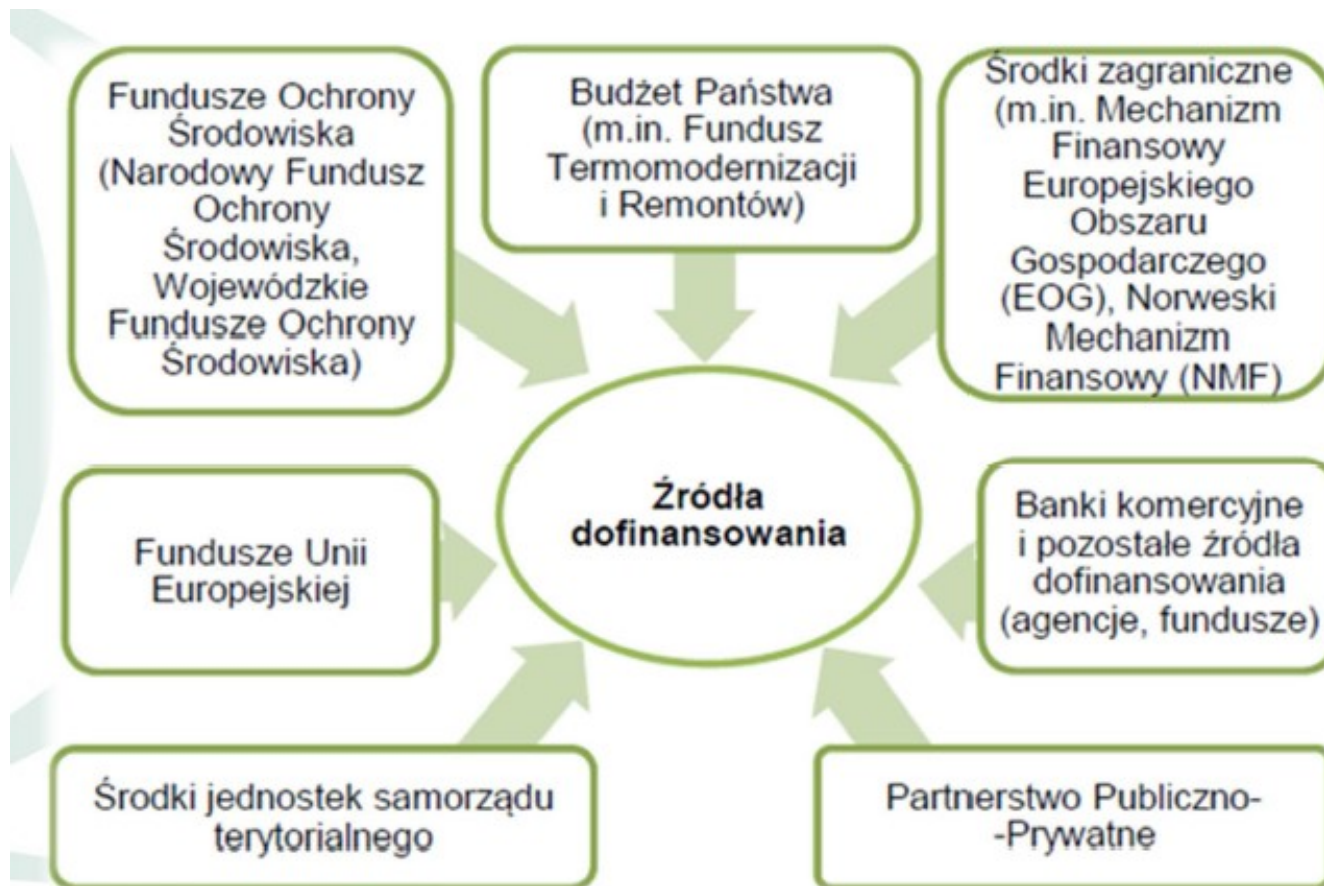 Fundusze Ochrony
Środowiska
(Narodowy Fundusz
Ochrony
Środowiska,
Wojewódzkie
Fundusze Ochrony
Środowiska)
Budżet Państwa
(m.in. Fundusz
Termomodernizacji
i Remontów)
Środki zagraniczne
(m.in. Mechanizm
Finansowy
Europejskiego
Obszaru
Gospodarczego
(EOG), Norweski
Mechanizm
Finansowy (NMF)
Fundusze Unii
Europejskiej
Źródła
dofinansowania
Banki komercyjne
i pozostałe źródła
dofinansowania
(agencje, fundusze)
Środki jednostek samorządu
terytorialnego
Partnerstwo Publiczno-
-Prywatne